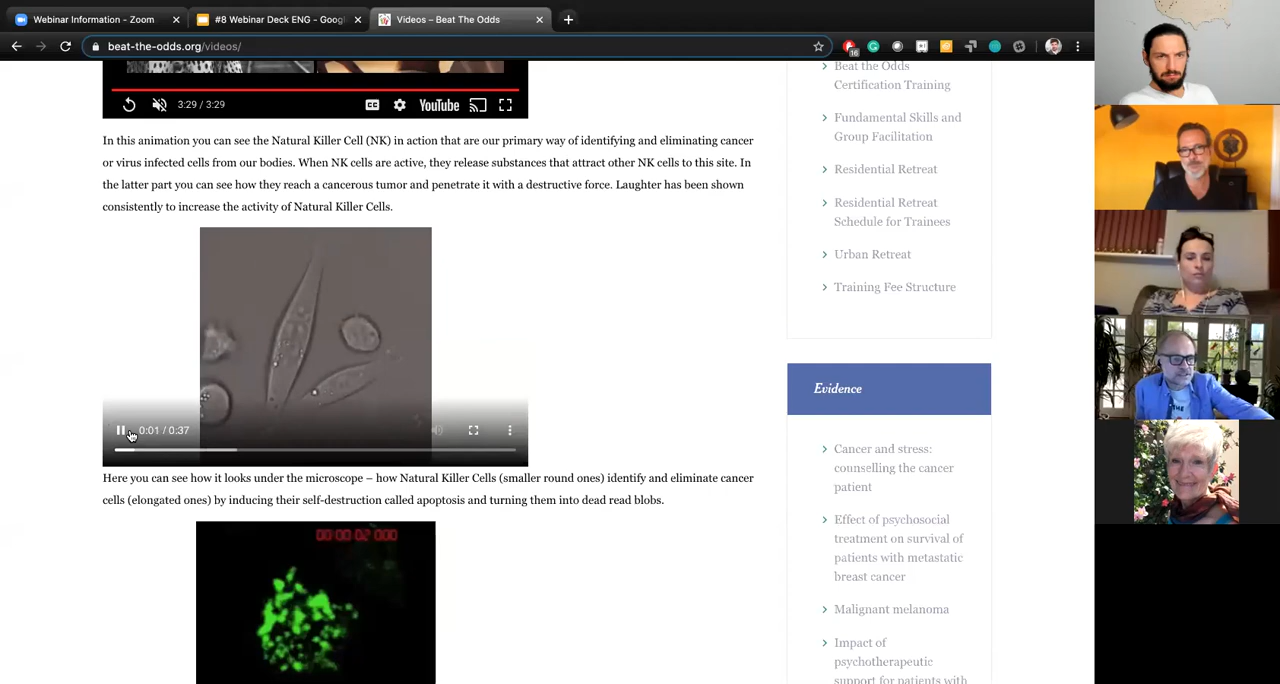 Webinar Information - Zoom
#8 Webinar Deck ENG - Goog
Videos – Beat The Odds
beat-the-odds.org/videos/
16
3:29 / 3:29
CC
YouTube
In this animation you can see the Natural Killer Cell (NK) in action that are our primary way of identifying and eliminating cancer
or virus infected cells from our bodies. When NK cells are active, they release substances that attract other NK cells to this site. In
the latter part you can see how they reach a cancerous tumor and penetrate it with a destructive force. Laughter has been shown
consistently to increase the activity of Natural Killer Cells.
0:01 / 0:37
Here you can see how it looks under the microscope – how Natural Killer Cells (smaller round ones) identify and eliminate cancer
cells (elongated ones) by inducing their self-destruction called apoptosis and turning them into dead read blobs.
00:00 02 000
Beat the Odds
Certification Training
Fundamental Skills and
Group Facilitation
Residential Retreat
Residential Retreat
Schedule for Trainees
Urban Retreat
Training Fee Structure
Evidence
Cancer and stress:
counselling the cancer
patient
Effect of psychosocial
treatment on survival of
patients with metastatic
breast cancer
Malignant melanoma
Impact of
psychotherapeutic
support for patients with